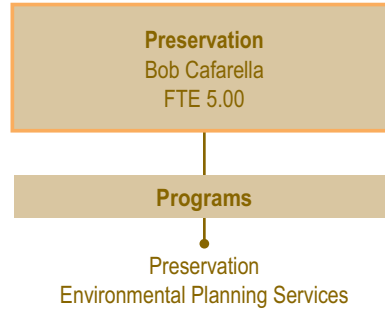 Preservation
Bob Cafarella
FTE 5.00
Programs
Preservation
Environmental Planning Services